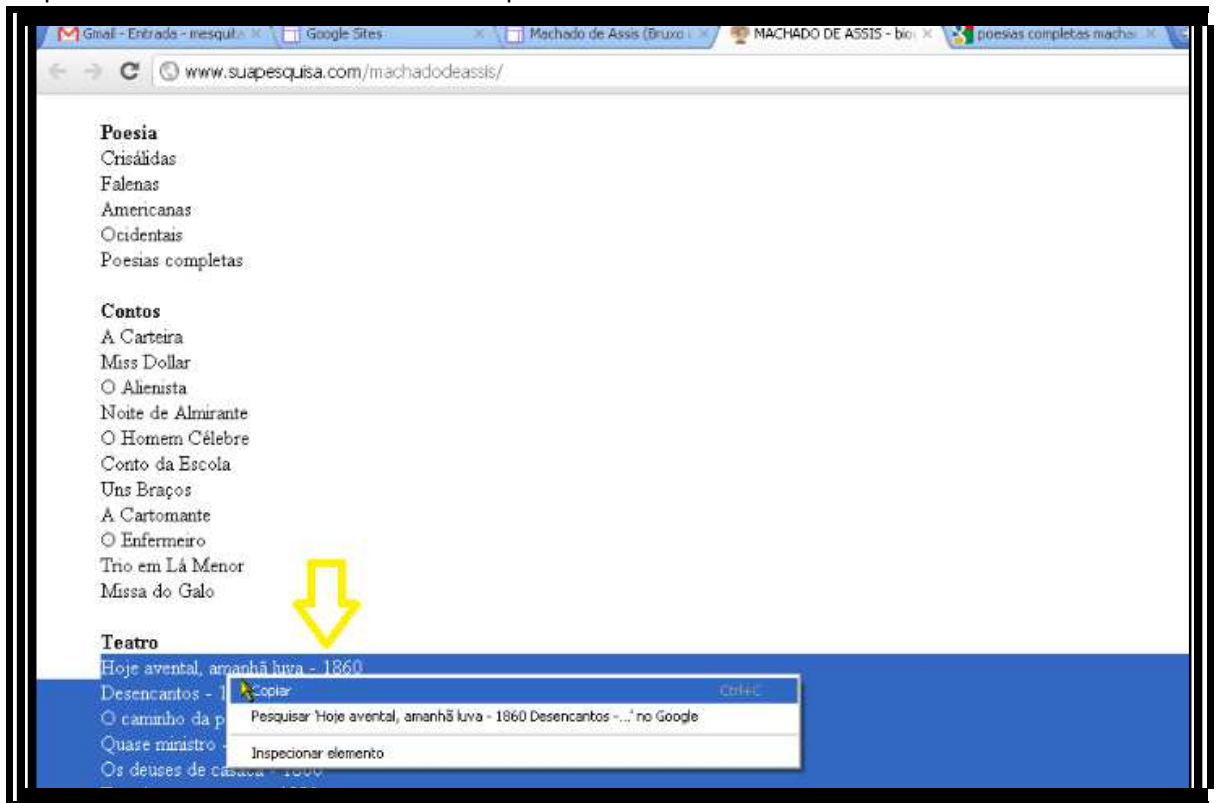 Gmail - Entrada - mesquita
Google Sites
Machado de Assis (Bruxo
MACHADO DE ASSIS - bio
poesias completas macha
www.suapesquisa.com/machadodeassis/
Poesia
Crisálidas
Falenas
Americanas
Ocidentais
Poesias completas
Contos
A Carteira
Miss Dollar
O Alienista
Noite de Almirante
O Homem Célebre
Conto da Escola
Uns Braços
A Cartomante
O Enfermeiro
Trio em Lá Menor
Missa do Galo
Teatro
Hoje avental, amanhã luva - 1860
Desencantos - 1
Copiar Ctrl+C
O caminho da p
Pesquisar 'Hoje avental, amanhã luva - 1860 Desencantos -...' no Google
Quase ministro -
Inspecionar elemento
Os deuses de casaca -